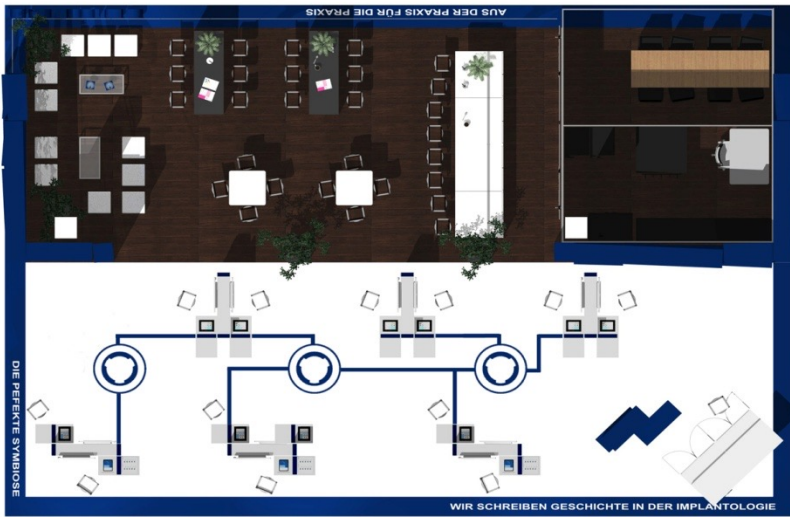 AUS DER PRAXIS FÜR DIE PRAXIS
DIE PEFEKTE SYMBIOSE
WIR SCHREIBEN GESCHICHTE IN DER IMPLANTOLOGIE